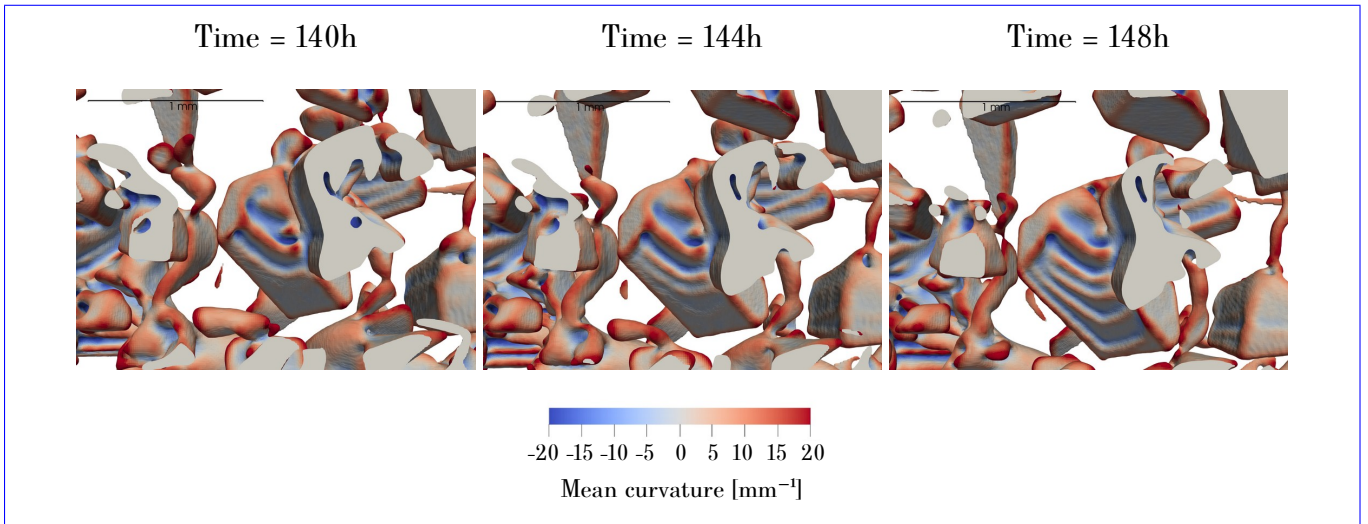 Time = 140h
Time = 144h
Time = 148h
1 mm
1 mm
1 mm
-20 -15 -10 -5 0 5 10 15 20
Mean curvature [mm⁻¹]